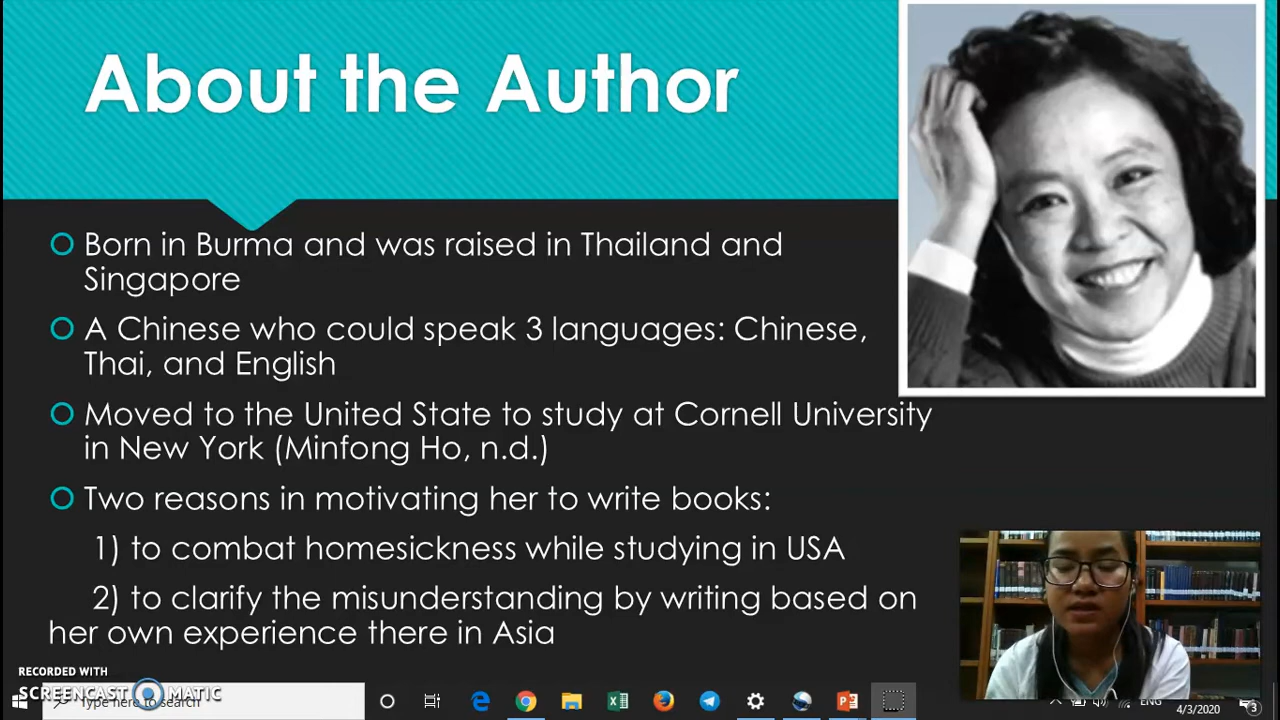 About the Author
Born in Burma and was raised in Thailand and
Singapore
A Chinese who could speak 3 languages: Chinese,
Thai, and English
Moved to the United State to study at Cornell University
in New York (Minfong Ho, n.d.)
Two reasons in motivating her to write books:
1) to combat homesickness while studying in USA
2) to clarify the misunderstanding by writing based on
her own experience there in Asia
RECORDED WITH
SCREENCAST MATIC
Type here to search
ENG
4/3/2020
3